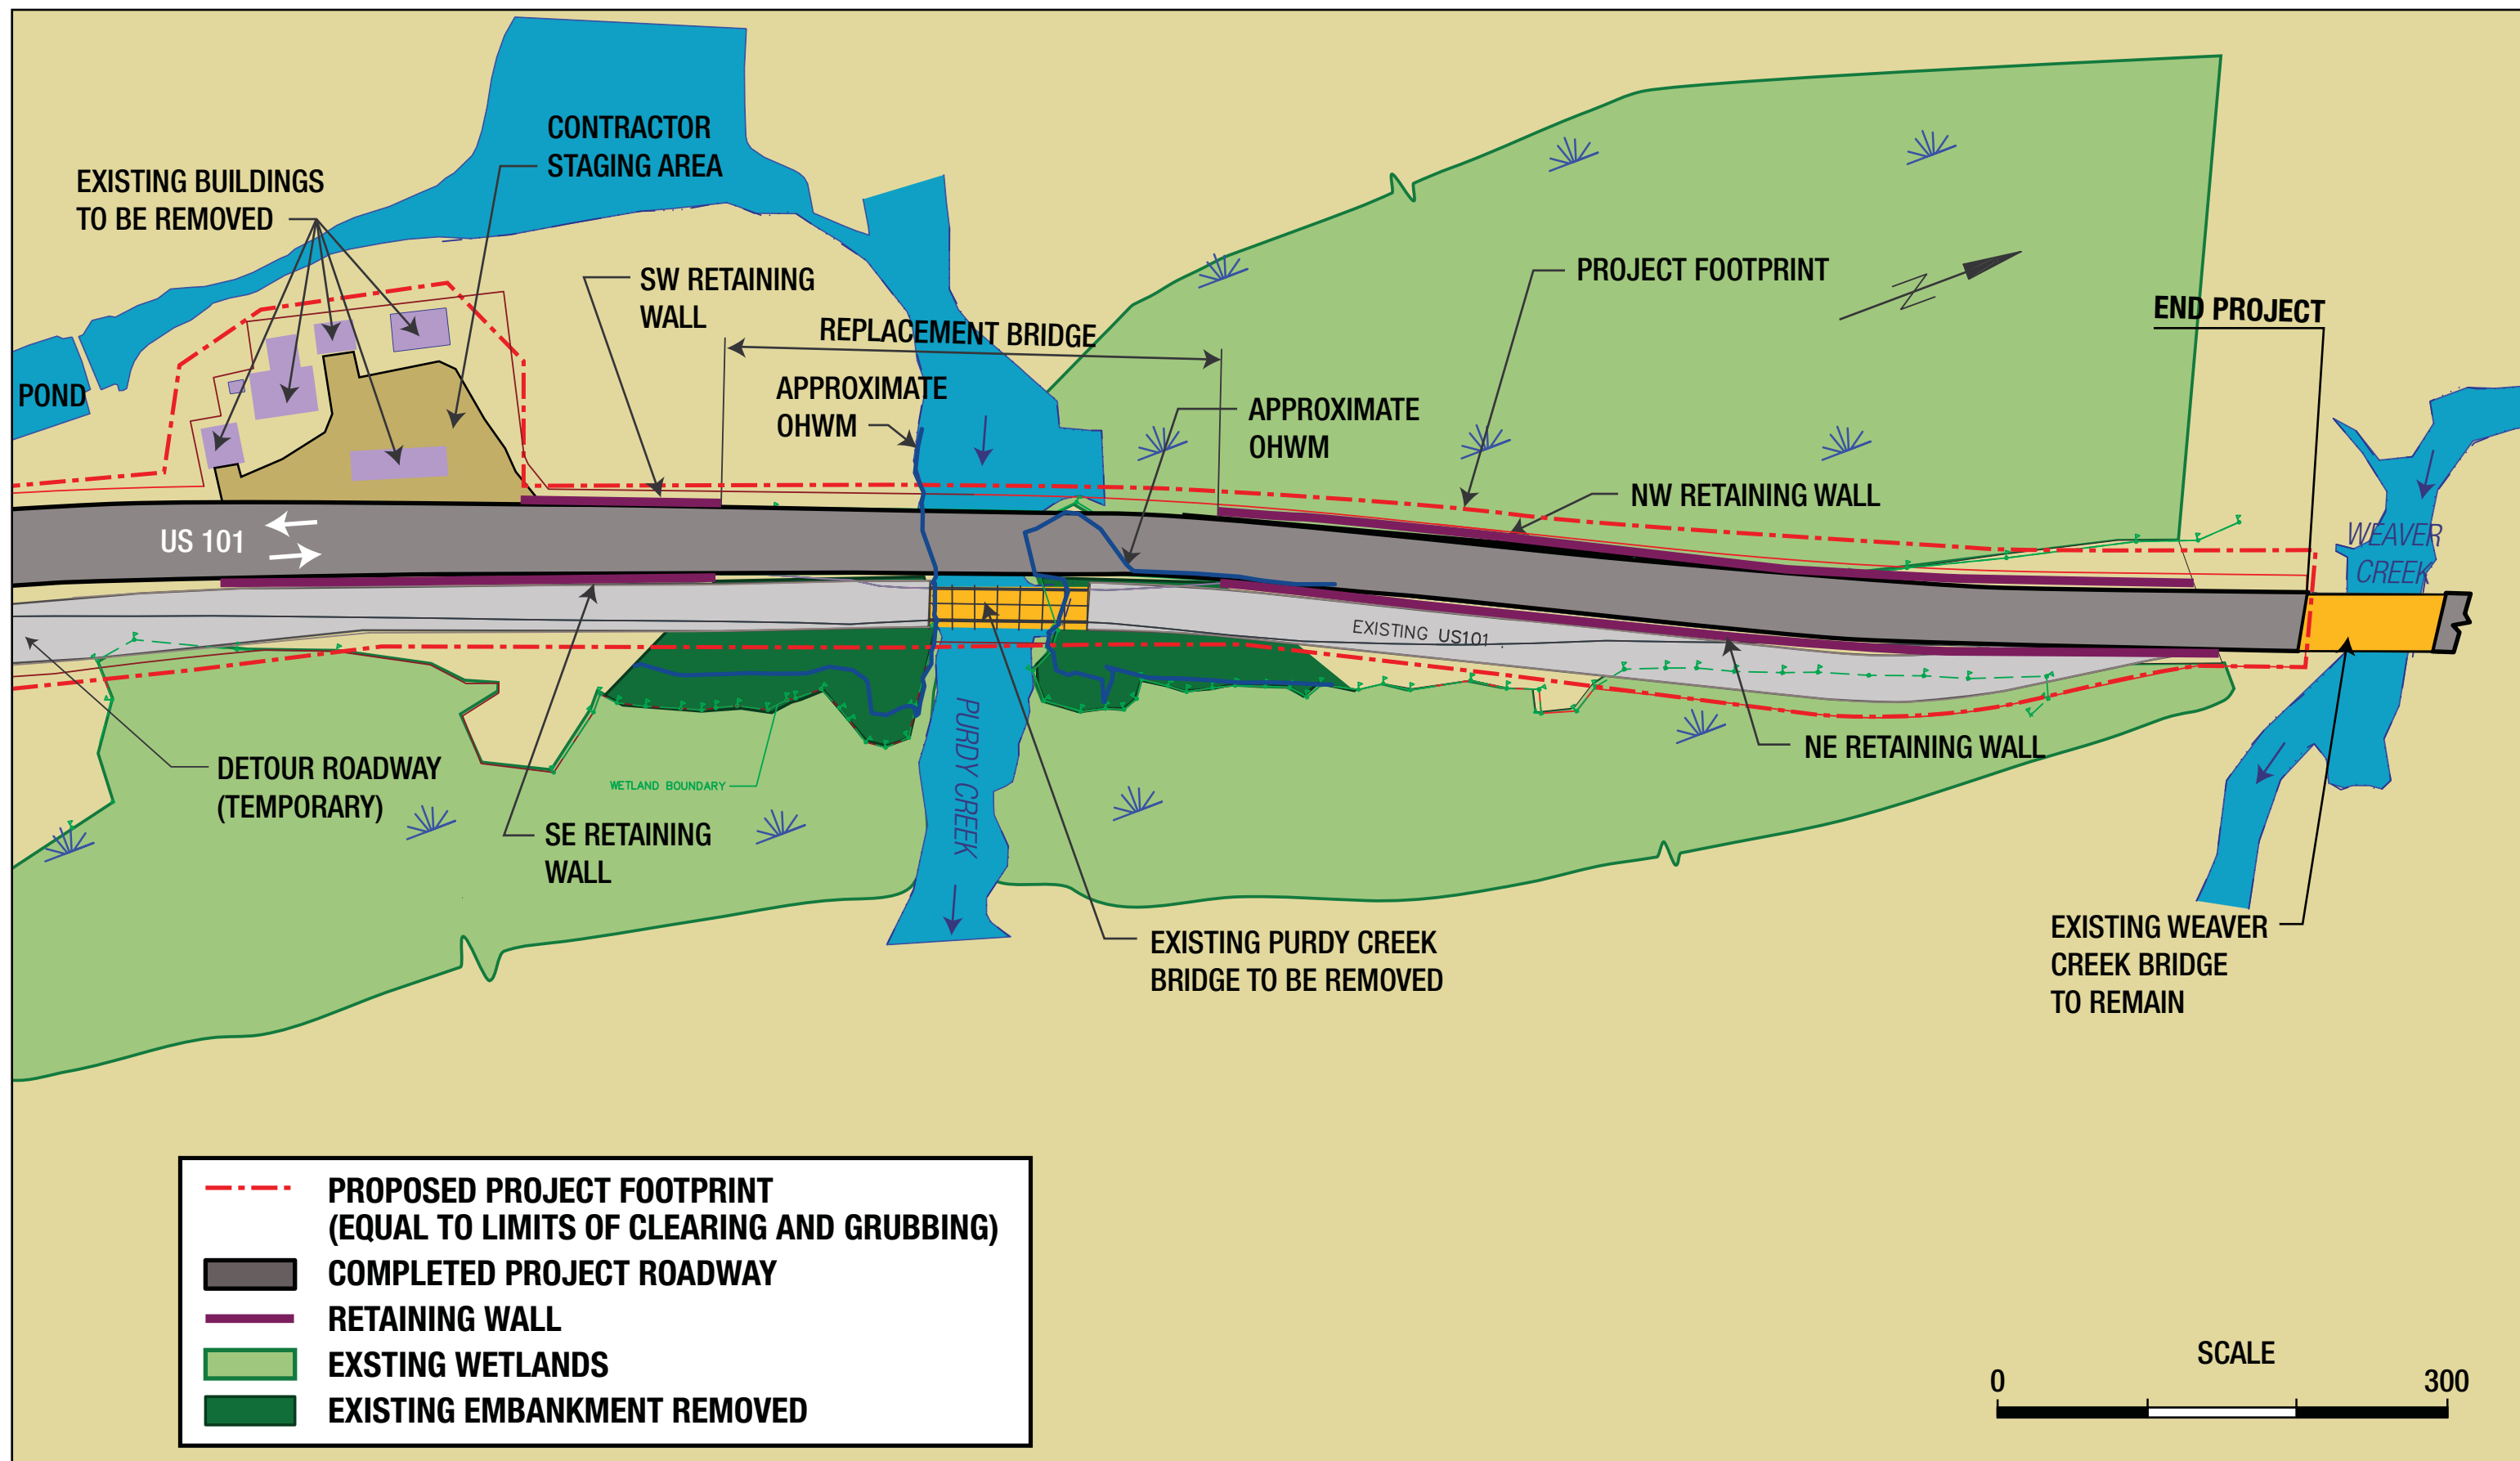 CONTRACTOR
STAGING AREA
EXISTING BUILDINGS
TO BE REMOVED
SW RETAINING
WALL
REPLACEMENT BRIDGE
PROJECT FOOTPRINT
END PROJECT
POND
APPROXIMATE
OHWM
APPROXIMATE
OHWM
NW RETAINING WALL
US 101
WEAVER
CREEK
EXISTING US101
PURDY CREEK
DETOUR ROADWAY
(TEMPORARY)
WETLAND BOUNDARY
NE RETAINING WALL
SE RETAINING
WALL
EXISTING PURDY CREEK
BRIDGE TO BE REMOVED
EXISTING WEAVER
CREEK BRIDGE
TO REMAIN
PROPOSED PROJECT FOOTPRINT
(EQUAL TO LIMITS OF CLEARING AND GRUBBING)
COMPLETED PROJECT ROADWAY
RETAINING WALL
EXSTING WETLANDS
EXISTING EMBANKMENT REMOVED
SCALE
0 300